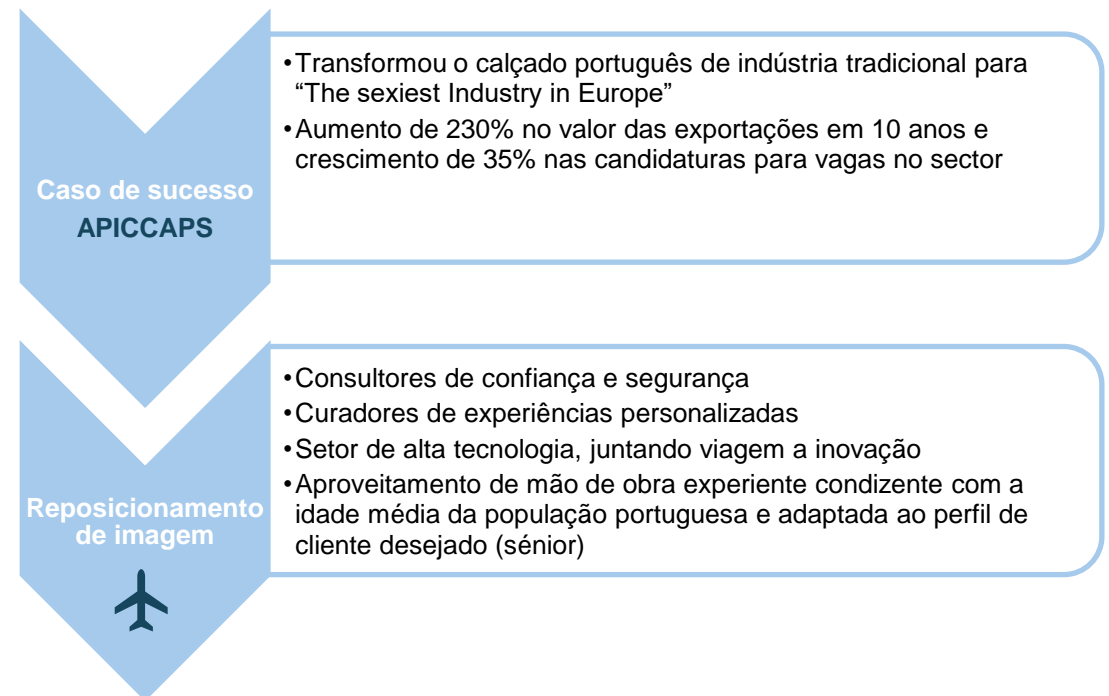 •Transformou o calçado português de indústria tradicional para
“The sexiest Industry in Europe”
•Aumento de 230% no valor das exportações em 10 anos e
crescimento de 35% nas candidaturas para vagas no sector
Caso de sucesso
APICCAPS
•Consultores de confiança e segurança
•Curadores de experiências personalizadas
•Setor de alta tecnologia, juntando viagem a inovação
•Aproveitamento de mão de obra experiente condizente com a
idade média da população portuguesa e adaptada ao perfil de
cliente desejado (sénior)
Reposicionamento
de imagem